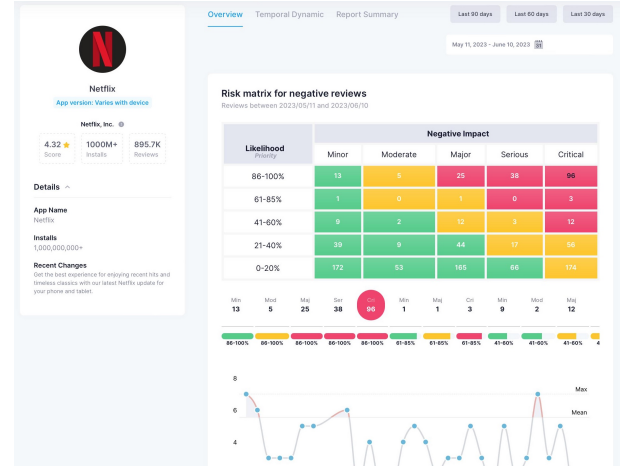 Overview Temporal Dynamic Report Summary
Last 90 days Last 60 days Last 30 days
May 11, 2023 - June 10, 2023 31
N
Netflix
App version: Varies with device
Netflix, Inc.
4.32 1000M+ 895.7K
Score Installs Reviews
Details
App Name
Netflix
Installs
1,000,000,000+
Recent Changes
Get the best experience for enjoying recent hits and
timeless classics with our latest Netflix update for
your phone and tablet.
Risk matrix for negative reviews
Reviews between 2023/05/11 and 2023/06/10
Likelihood
Priority
Negative Impact
Minor Moderate Major Serious Critical
86-100% 13 5 25 38 96
61-85% 1 0 1 0 3
41-60% 9 2 12 3 12
21-40% 39 9 44 17 56
0-20% 172 53 165 66 174
Min Mod Maj Ser Cri Min Maj Cri Min Mod Maj
13 5 25 38 96 1 1 3 9 2 12
86-100% 86-100% 86-100% 86-100% 86-100% 61-85% 61-85% 61-85% 41-60% 41-60% 41-60% 4
8
Max
6
Mean
4